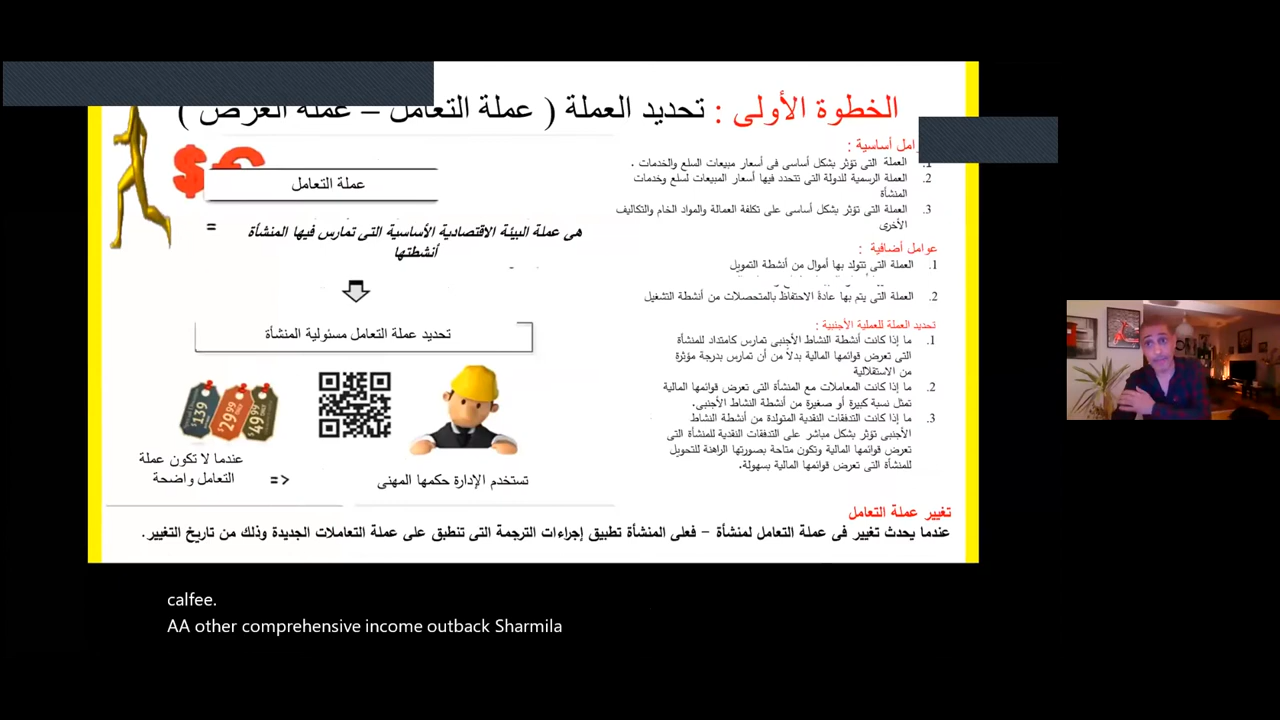 الخطوة الأولى : تحديد العملة ( عملة التعامل – عملة العرض )
عوامل أساسية :
1. العملة التى تؤثر بشكل أساسى فى أسعار مبيعات السلع والخدمات .
2. العملة الرسمية للدولة التى تتحدد فيها أسعار المبيعات لسلع وخدمات
المنشأة
3. العملة التى تؤثر بشكل أساسى على تكلفة العمالة والمواد الخام والتكاليف
الأخرى
عوامل أضافية :
1. العملة التى تتولد بها أموال من أنشطة التمويل
2. العملة التى يتم بها عادةً الاحتفاظ بالمتحصلات من أنشطة التشغيل
تحديد العملة للعملية الأجنبية :
1. ما إذا كانت أنشطة النشاط الأجنبى تمارس كامتداد للمنشأة
التى تعرض قوائمها المالية بدلاً من أن تمارس بدرجة مؤثرة
من الاستقلالية
2. ما إذا كانت المعاملات مع المنشأة التى تعرض قوائمها المالية
تمثل نسبة كبيرة أو صغيرة من أنشطة النشاط الأجنبى.
3. ما إذا كانت التدفقات النقدية المتولدة من أنشطة النشاط
الأجنبى تؤثر بشكل مباشر على التدفقات النقدية للمنشأة التى
تعرض قوائمها المالية وتكون متاحة بصورتها الراهنة للتحويل
للمنشأة التى تعرض قوائمها المالية بسهولة.
عملة التعامل
=
هى عملة البيئة الاقتصادية الأساسية التى تمارس فيها المنشأة
أنشطتها
تحديد عملة التعامل مسئولية المنشأة
$139
$29.99
$49.99
عندما لا تكون عملة
التعامل واضحة
=>
تستخدم الإدارة حكمها المهنى
تغيير عملة التعامل
عندما يحدث تغيير فى عملة التعامل لمنشأة – فعلى المنشأة تطبيق إجراءات الترجمة التى تنطبق على عملة التعاملات الجديدة وذلك من تاريخ التغيير.
calfee.
AA other comprehensive income outback Sharmila